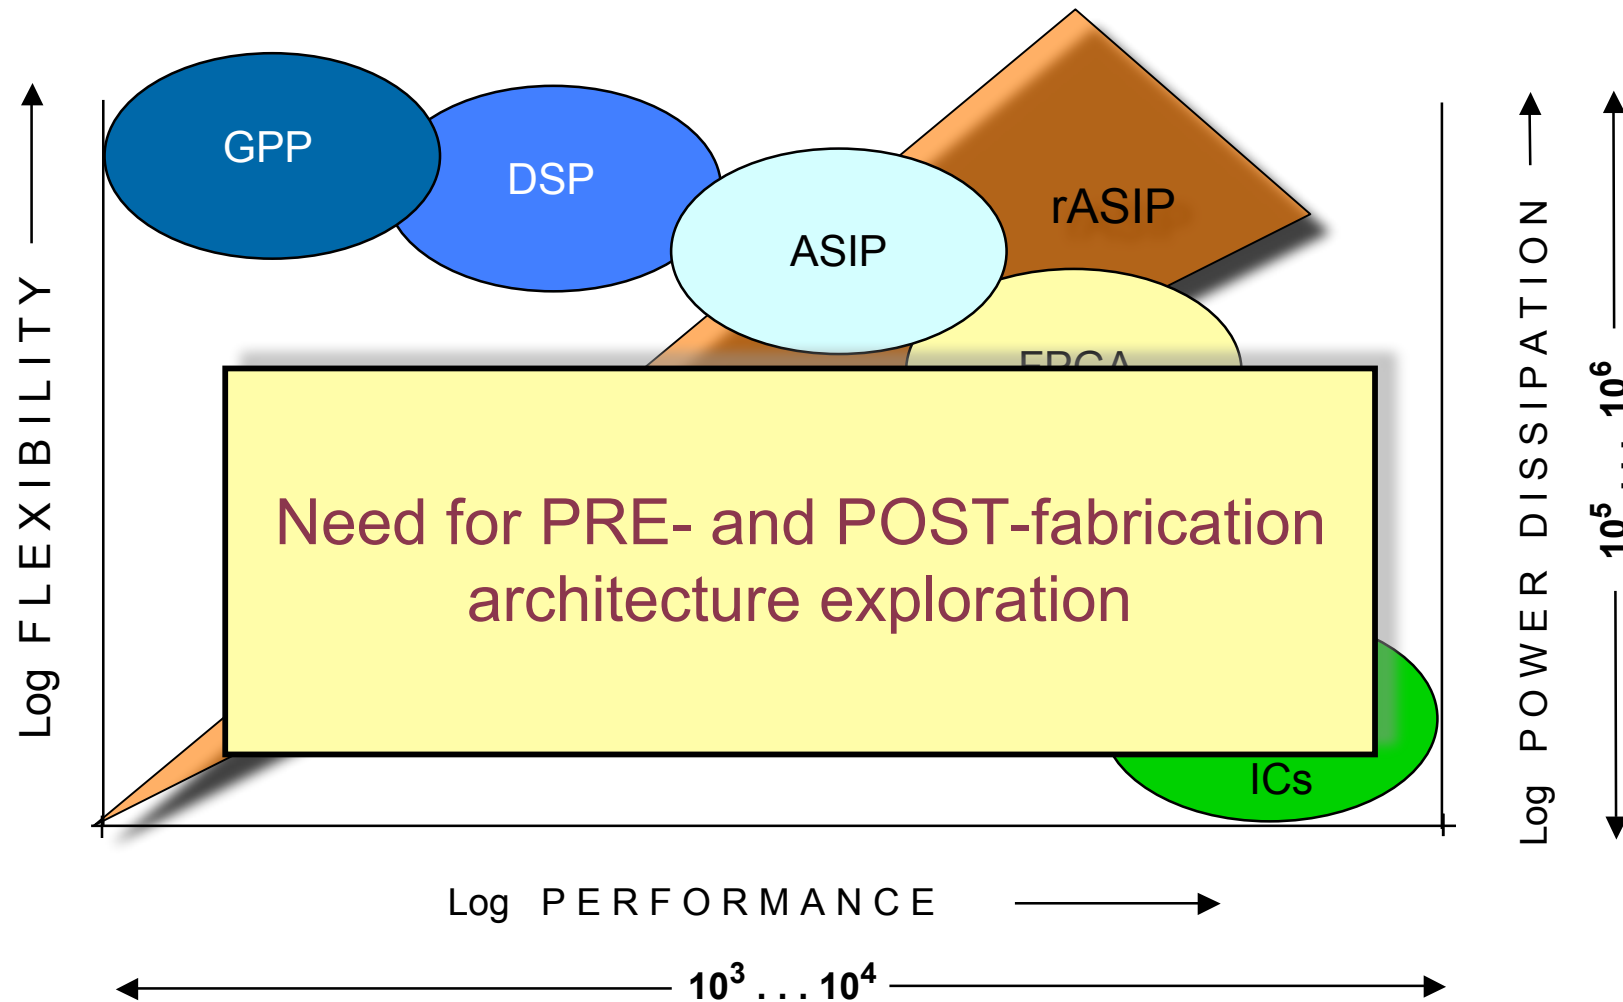 GPP
DSP
ASIP
rASIP
FPGA
Need for PRE- and POST-fabrication
architecture exploration
ICs
Log FLEXIBILITY
Log POWER DISSIPATION
10^5 . . . 10^6
Log PERFORMANCE
10^3 . . . 10^4